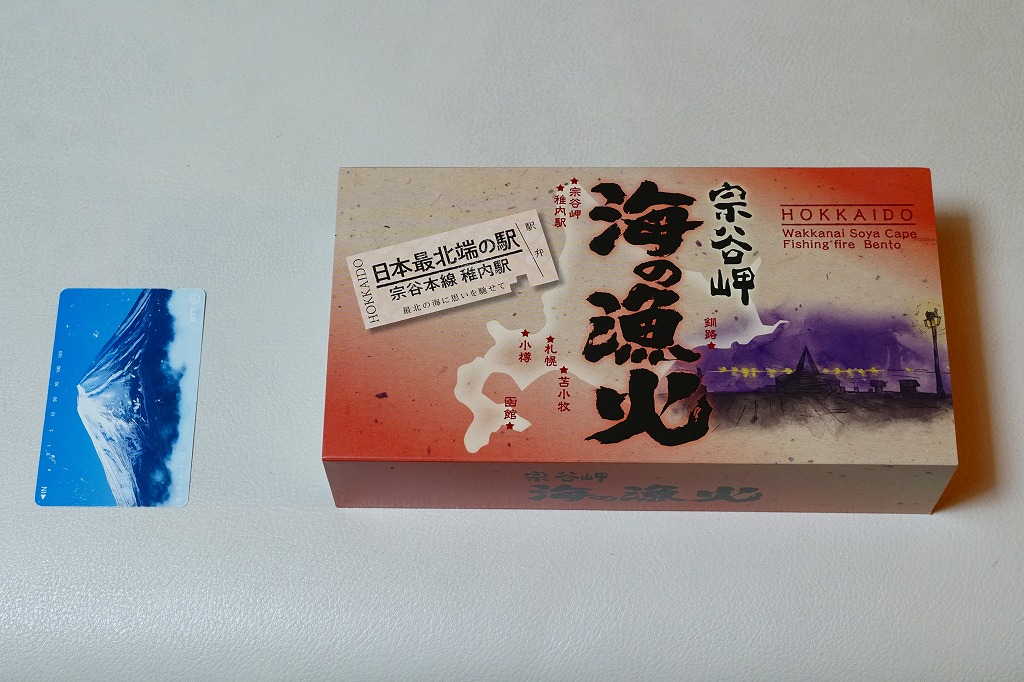 宗谷岬
海の漁火
HOKKAIDO
Wakkanai Soya Cape
Fishing fire Bento
HOKKAIDO
日本最北端の駅
宗谷本線 稚内駅
最北の海に思いを馳せて
駅弁
★宗谷岬
★稚内駅
釧路★
★札幌
★小樽
★苫小牧
函館★
宗谷岬
海の漁火
IN